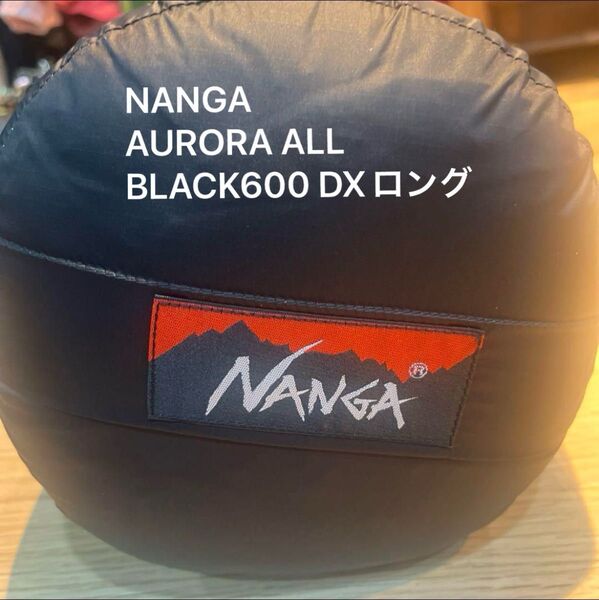 NANGA
AURORA ALL
BLACK600 DX ロング
NANGA®